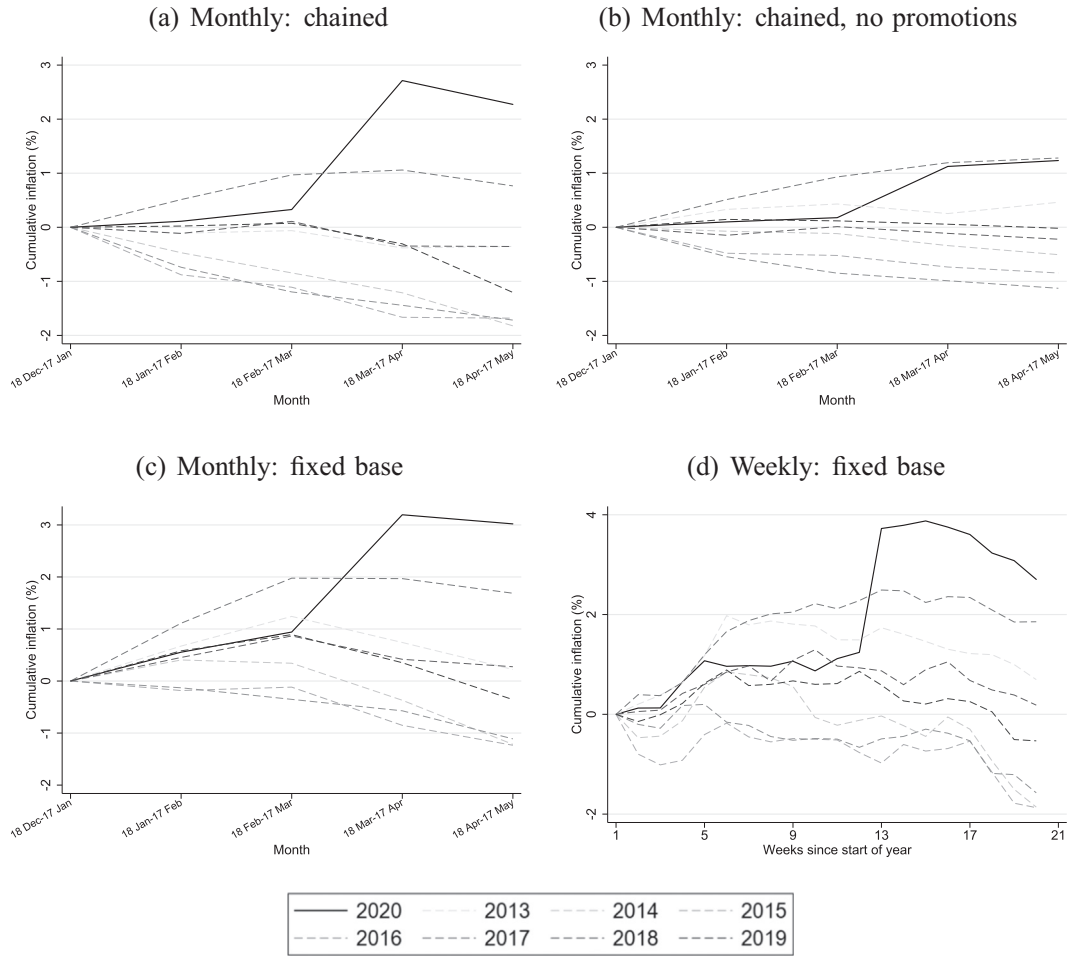 (a) Monthly: chained
(b) Monthly: chained, no promotions
Cumulative inflation (%)
3
2
1
0
-1
-2
18 Dec-17 Jan
18 Jan-17 Feb
18 Feb-17 Mar
18 Mar-17 Apr
18 Apr-17 May
Month
Cumulative inflation (%)
3
2
1
0
-1
-2
18 Dec-17 Jan
18 Jan-17 Feb
18 Feb-17 Mar
18 Mar-17 Apr
18 Apr-17 May
Month
(c) Monthly: fixed base
(d) Weekly: fixed base
Cumulative inflation (%)
3
2
1
0
-1
-2
18 Dec-17 Jan
18 Jan-17 Feb
18 Feb-17 Mar
18 Mar-17 Apr
18 Apr-17 May
Month
Cumulative inflation (%)
4
2
0
-2
1 5 9 13 17 21
Weeks since start of year
2020 2013 2014 2015
2016 2017 2018 2019